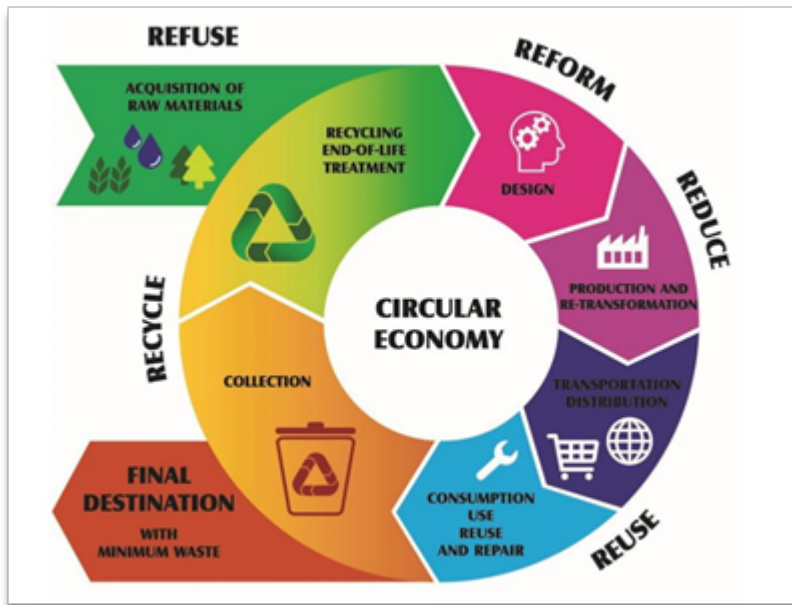 REFUSE
ACQUISITION OF
RAW MATERIALS
RECYCLING
END-OF-LIFE
TREATMENT
REFORM
DESIGN
REDUCE
PRODUCTION AND
RE-TRANSFORMATION
CIRCULAR
ECONOMY
TRANSPORTATION
DISTRIBUTION
REUSE
CONSUMPTION
USE
REUSE
AND REPAIR
RECYCLE
COLLECTION
FINAL
DESTINATION
WITH
MINIMUM WASTE